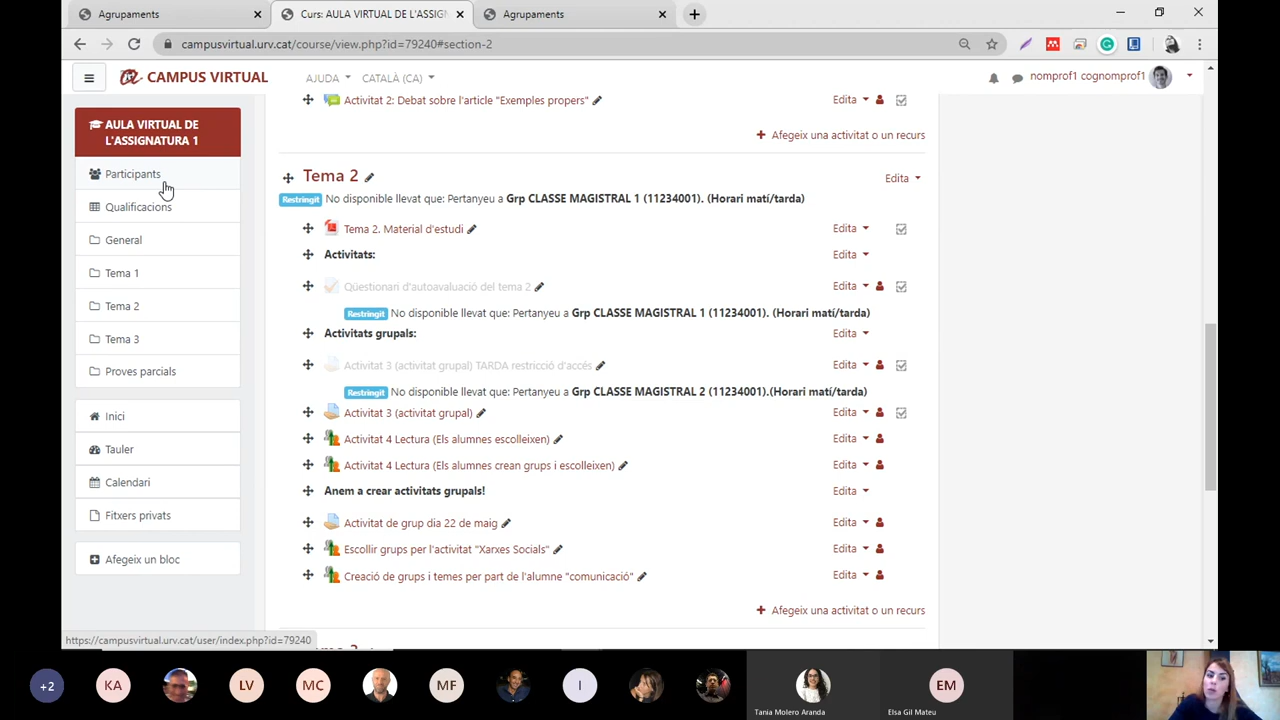 Agrupaments
Curs: AULA VIRTUAL DE L'ASSIGN
Agrupaments
campusvirtual.urv.cat/course/view.php?id=79240#section-2
CAMPUS VIRTUAL
AJUDA
CATALÀ (CA)
nomprof1 cognomprof1
AULA VIRTUAL DE
L'ASSIGNATURA 1
Participants
Qualificacions
General
Tema 1
Tema 2
Tema 3
Proves parcials
Inici
Tauler
Calendari
Fitxers privats
Afegeix un bloc
Activitat 2: Debat sobre l'article "Exemples propers"
Edita
Afegeix una activitat o un recurs
Tema 2
Edita
Restringit No disponible llevat que: Pertanyeu a Grp CLASSE MAGISTRAL 1 (11234001). (Horari matí/tarda)
Tema 2. Material d'estudi
Edita
Activitats:
Edita
Qüestionari d'autoavaluació del tema 2
Edita
Restringit No disponible llevat que: Pertanyeu a Grp CLASSE MAGISTRAL 1 (11234001). (Horari matí/tarda)
Activitats grupals:
Edita
Activitat 3 (activitat grupal) TARDA restricció d'accés
Edita
Restringit No disponible llevat que: Pertanyeu a Grp CLASSE MAGISTRAL 2 (11234001).(Horari matí/tarda)
Activitat 3 (activitat grupal)
Edita
Activitat 4 Lectura (Els alumnes escolleixen)
Edita
Activitat 4 Lectura (Els alumnes crean grups i escolleixen)
Edita
Anem a crear activitats grupals!
Edita
Activitat de grup dia 22 de maig
Edita
Escollir grups per l'activitat "Xarxes Socials"
Edita
Creació de grups i temes per part de l'alumne "comunicació"
Edita
Afegeix una activitat o un recurs
https://campusvirtual.urv.cat/user/index.php?id=79240
+2
KA
LV
MC
MF
I
Tania Molero Aranda
EM
Elsa Gil Mateu